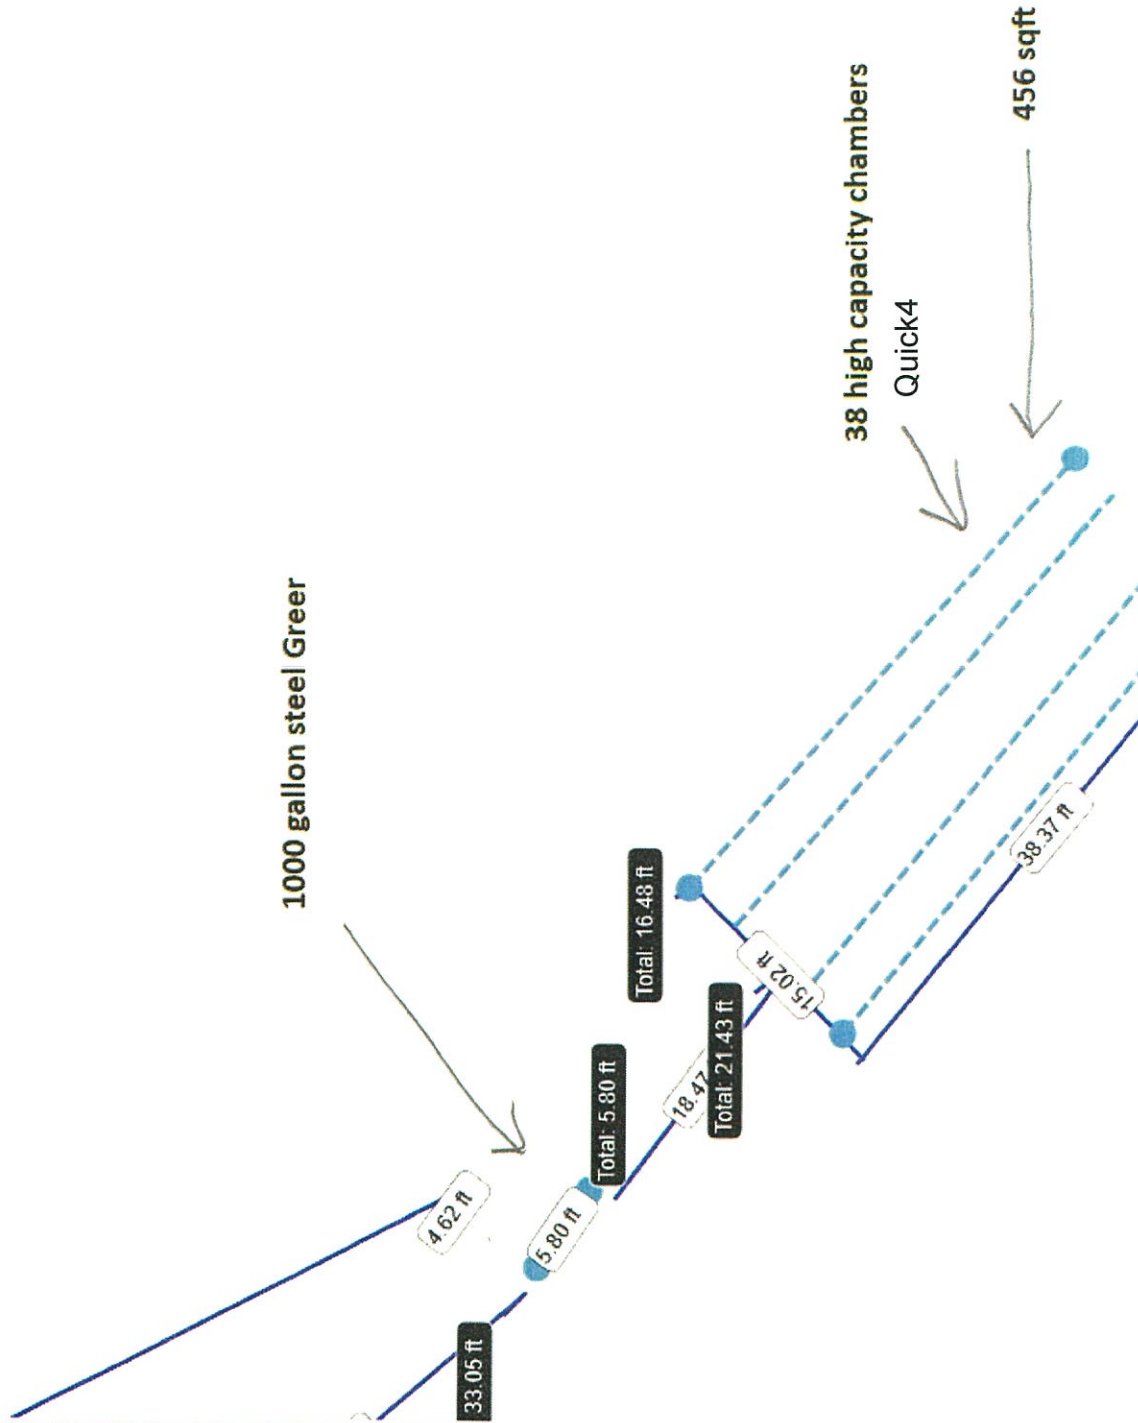 1000 gallon steel Greer
38 high capacity chambers
Quick4
456 sqft
4.62 ft
33.05 ft
5.80 ft
Total: 5.80 ft
18.47
Total: 21.43 ft
Total: 16.48 ft
15.02 ft
38.37 ft